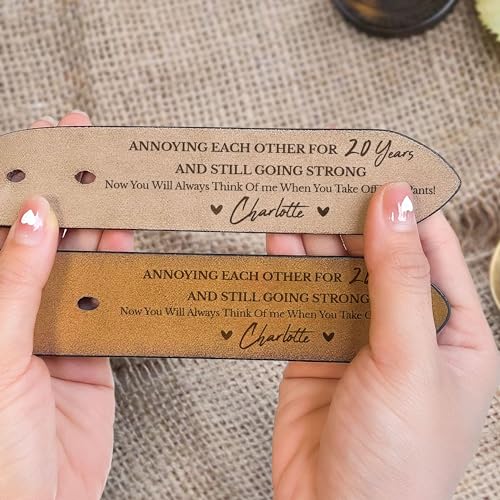 ANNOYING EACH OTHER FOR 20 Years
AND STILL GOING STRONG
Now You Will Always Think Of me When You Take Off Pants!
Charlotte
ANNOYING EACH OTHER FOR
AND STILL GOING STRONG
Now You Will Always Think Of me When You Take
Charlotte